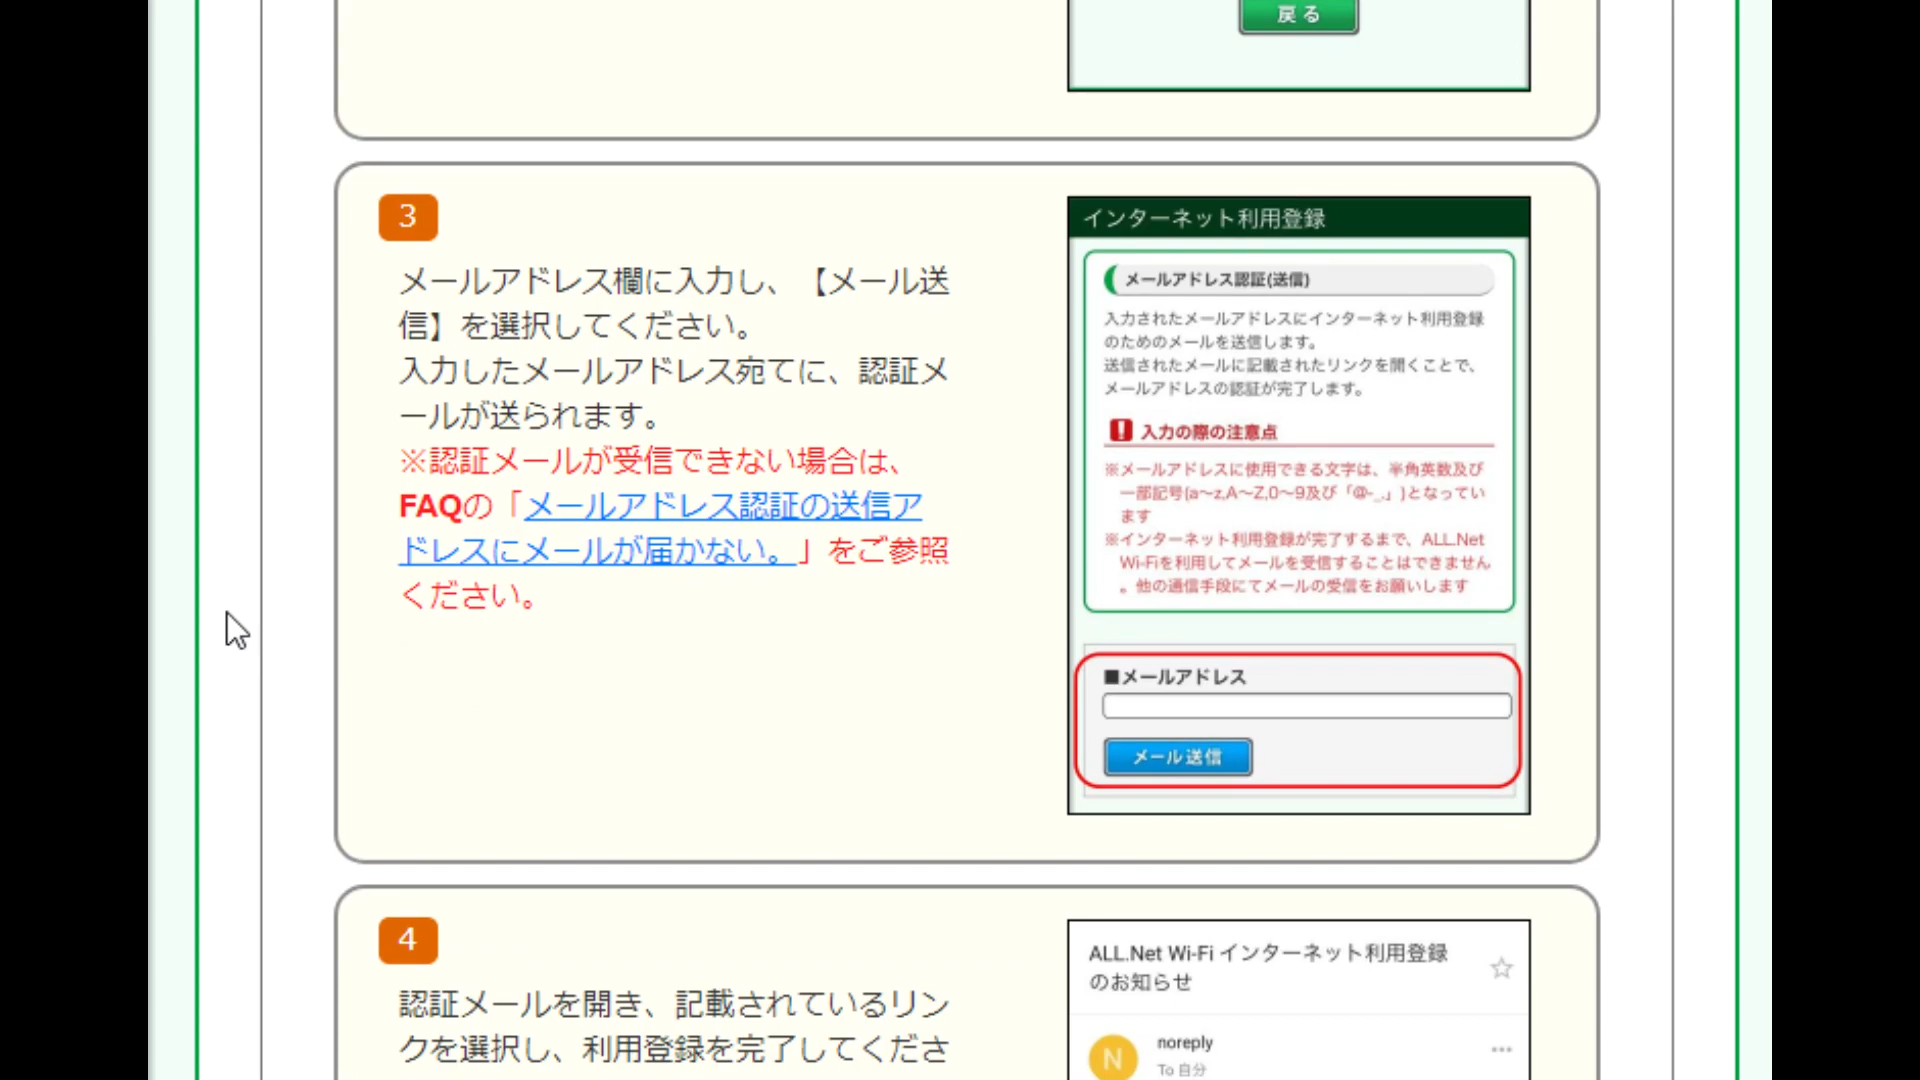 戻る
3
メールアドレス欄に入力し、【メール送
信】を選択してください。
入力したメールアドレス宛てに、認証メ
ールが送られます。
※認証メールが受信できない場合は、
FAQの「メールアドレス認証の送信ア
ドレスにメールが届かない。」をご参照
ください。
インターネット利用登録
メールアドレス認証(送信)
入力されたメールアドレスにインターネット利用登録
のためのメールを送信します。
送信されたメールに記載されたリンクを開くことで、
メールアドレスの認証が完了します。
入力の際の注意点
※メールアドレスに使用できる文字は、半角英数及び
一部記号(a～z,A～Z,0～9及び「@-_.」)となってい
ます
※インターネット利用登録が完了するまで、ALL.Net
Wi-Fiを利用してメールを受信することはできません
。他の通信手段にてメールの受信をお願いします
■メールアドレス
メール送信
4
認証メールを開き、記載されているリン
クを選択し、利用登録を完了してくださ
ALL.Net Wi-Fi インターネット利用登録
のお知らせ
N
noreply
To 自分